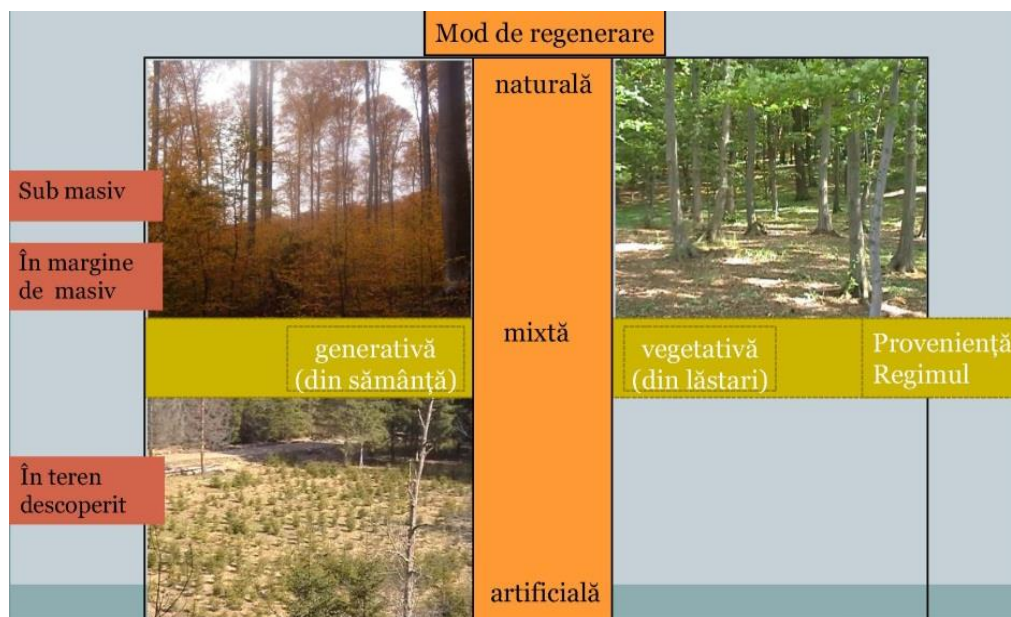 Mod de regenerare
naturală
Sub masiv
În margine
de masiv
mixtă
generativă
(din sămânță)
vegetativă
(din lăstari)
Proveniență
Regimul
În teren
descoperit
artificială